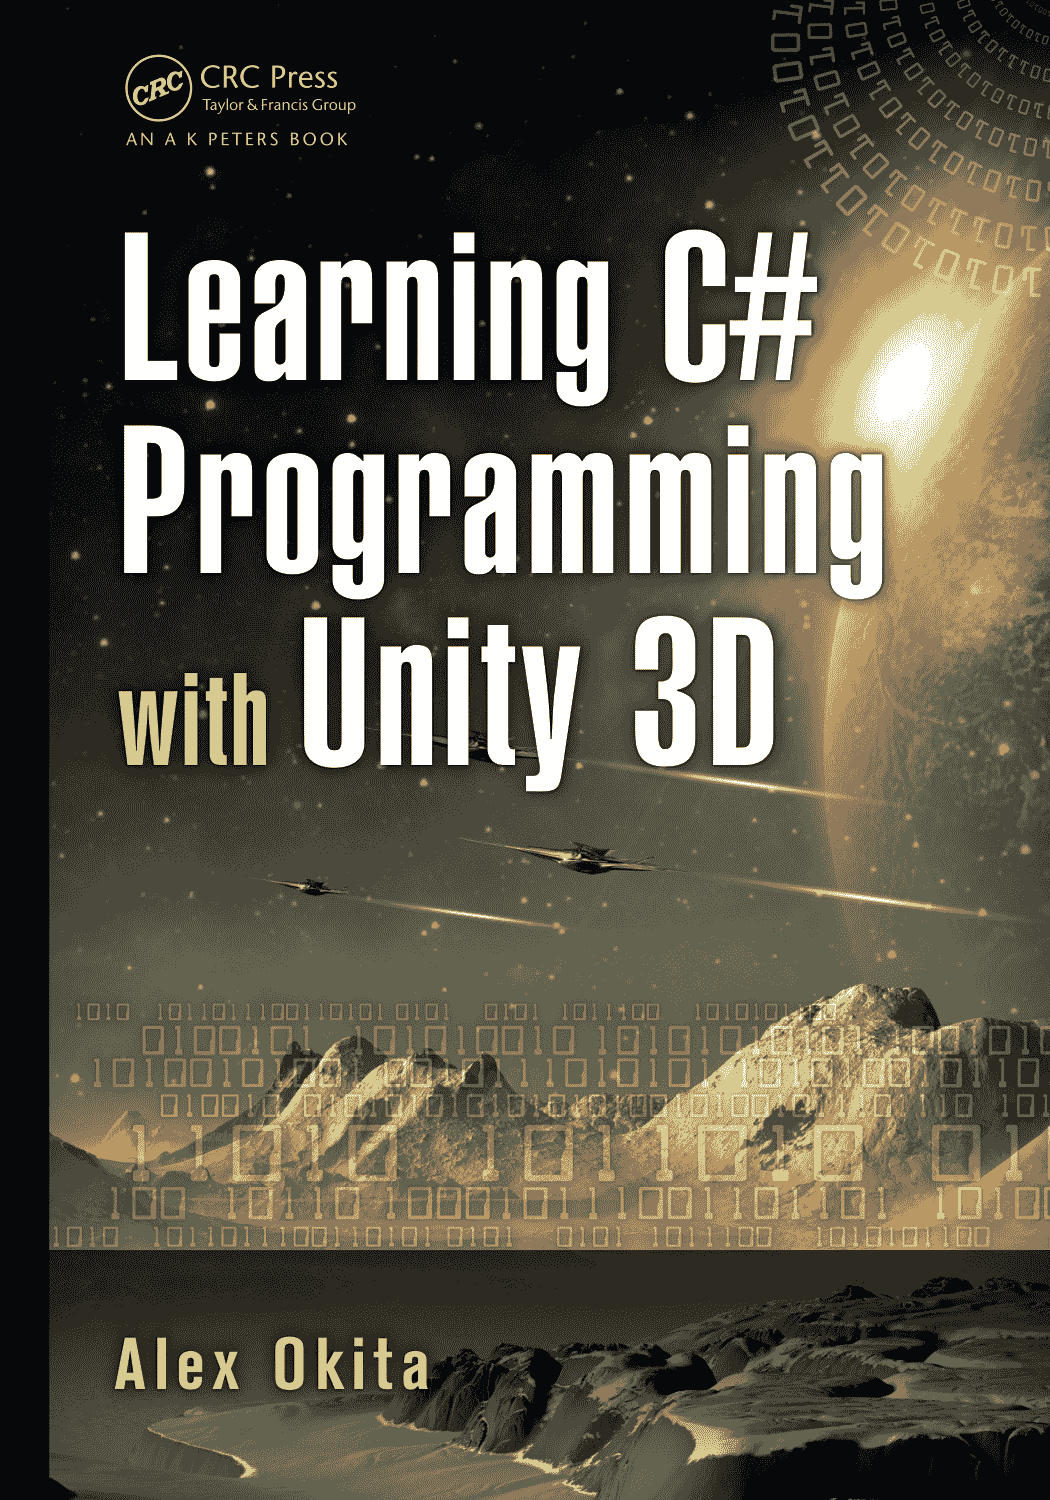 CRC
CRC Press
Taylor & Francis Group
AN A K PETERS BOOK
Learning C#
Programming
with Unity 3D
Alex Okita